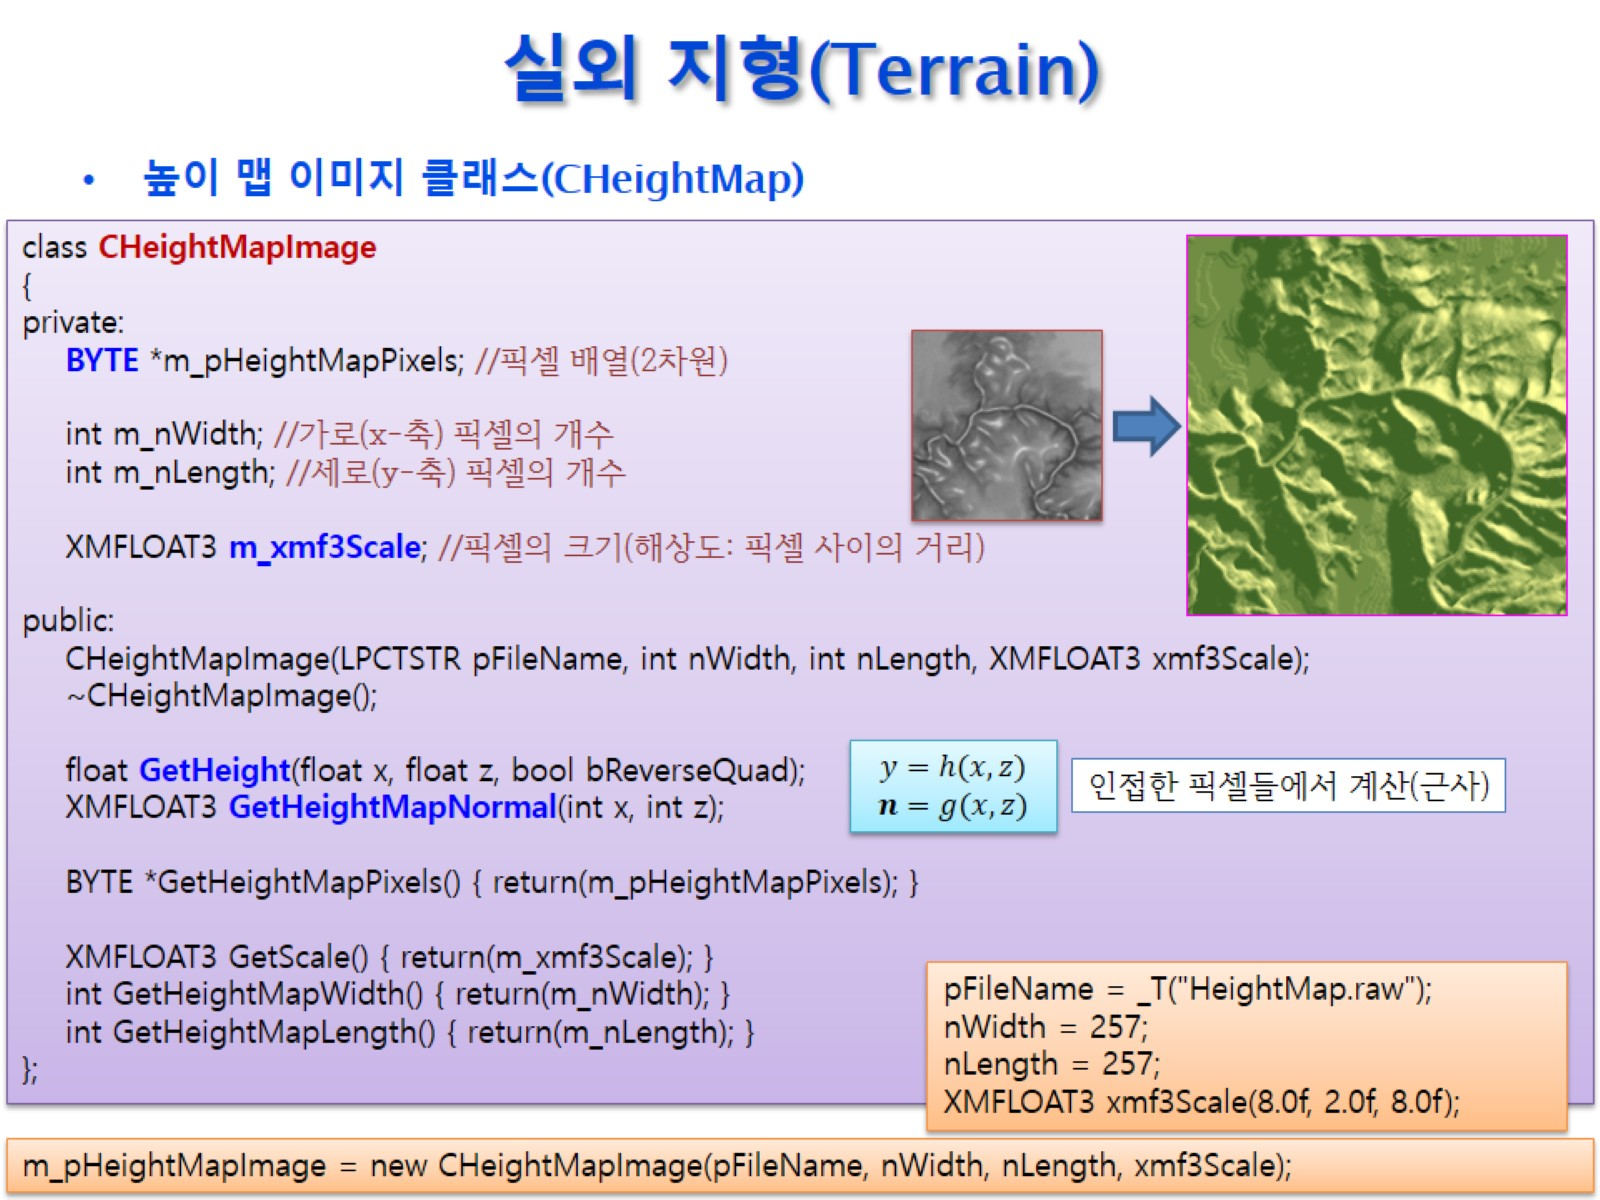 실외 지형(Terrain)
• 높이 맵 이미지 클래스(CHeightMap)
class CHeightMapImage
{
private:
BYTE *m_pHeightMapPixels; //픽셀 배열(2차원)
int m_nWidth; //가로(x-축) 픽셀의 개수
int m_nLength; //세로(y-축) 픽셀의 개수
XMFLOAT3 m_xmf3Scale; //픽셀의 크기(해상도: 픽셀 사이의 거리)
public:
CHeightMapImage(LPCTSTR pFileName, int nWidth, int nLength, XMFLOAT3 xmf3Scale);
~CHeightMapImage();
float GetHeight(float x, float z, bool bReverseQuad);
XMFLOAT3 GetHeightMapNormal(int x, int z);
y = h(x, z)
n = g(x, z)
인접한 픽셀들에서 계산(근사)
BYTE *GetHeightMapPixels() { return(m_pHeightMapPixels); }
XMFLOAT3 GetScale() { return(m_xmf3Scale); }
int GetHeightMapWidth() { return(m_nWidth); }
int GetHeightMapLength() { return(m_nLength); }
};
pFileName = _T("HeightMap.raw");
nWidth = 257;
nLength = 257;
XMFLOAT3 xmf3Scale(8.0f, 2.0f, 8.0f);
m_pHeightMapImage = new CHeightMapImage(pFileName, nWidth, nLength, xmf3Scale);